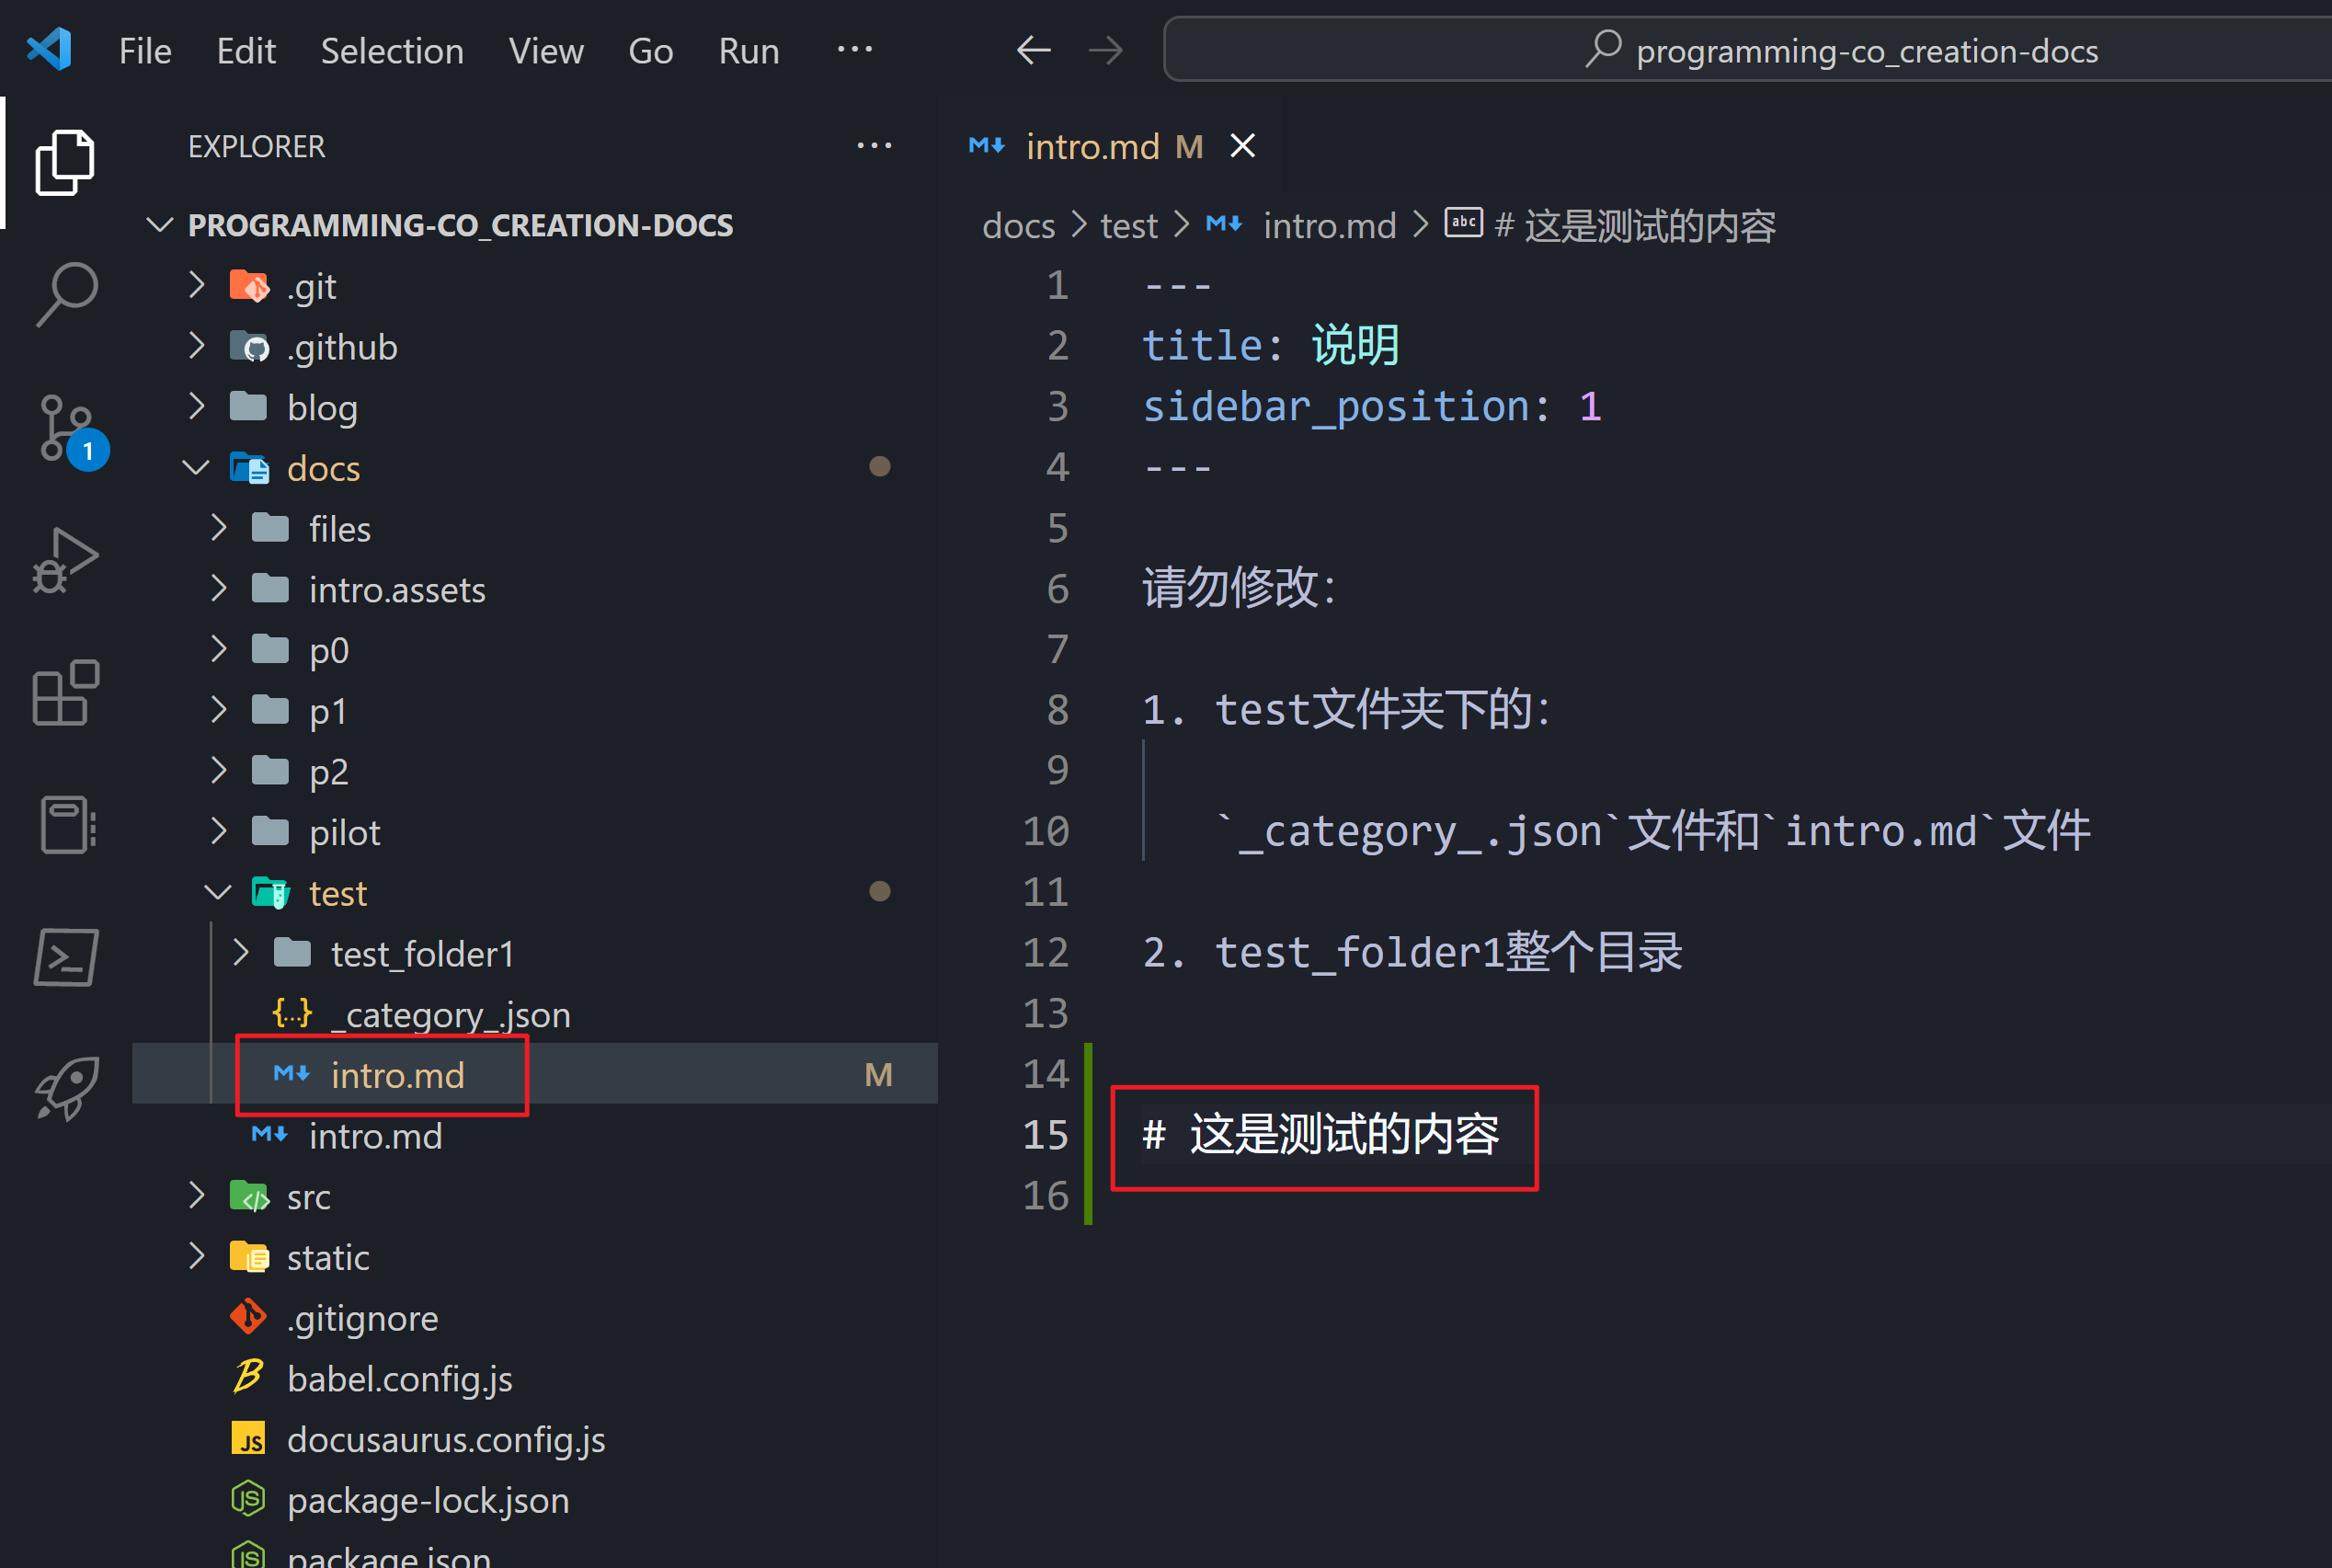 File Edit Selection View Go Run ··· programming-co_creation-docs
EXPLORER ···
PROGRAMMING-CO_CREATION-DOCS
.git
.github
blog
docs
files
intro.assets
p0
p1
p2
pilot
test
test_folder1
{...} _category_.json
intro.md M
intro.md
src
static
.gitignore
babel.config.js
JS docusaurus.config.js
package-lock.json
package.json
1
intro.md M
docs > test > intro.md > abc # 这是测试的内容
1 ---
2 title: 说明
3 sidebar_position: 1
4 ---
5
6 请勿修改：
7
8 1. test文件夹下的：
9
10 `_category_.json`文件和`intro.md`文件
11
12 2. test_folder1整个目录
13
14
15 # 这是测试的内容
16